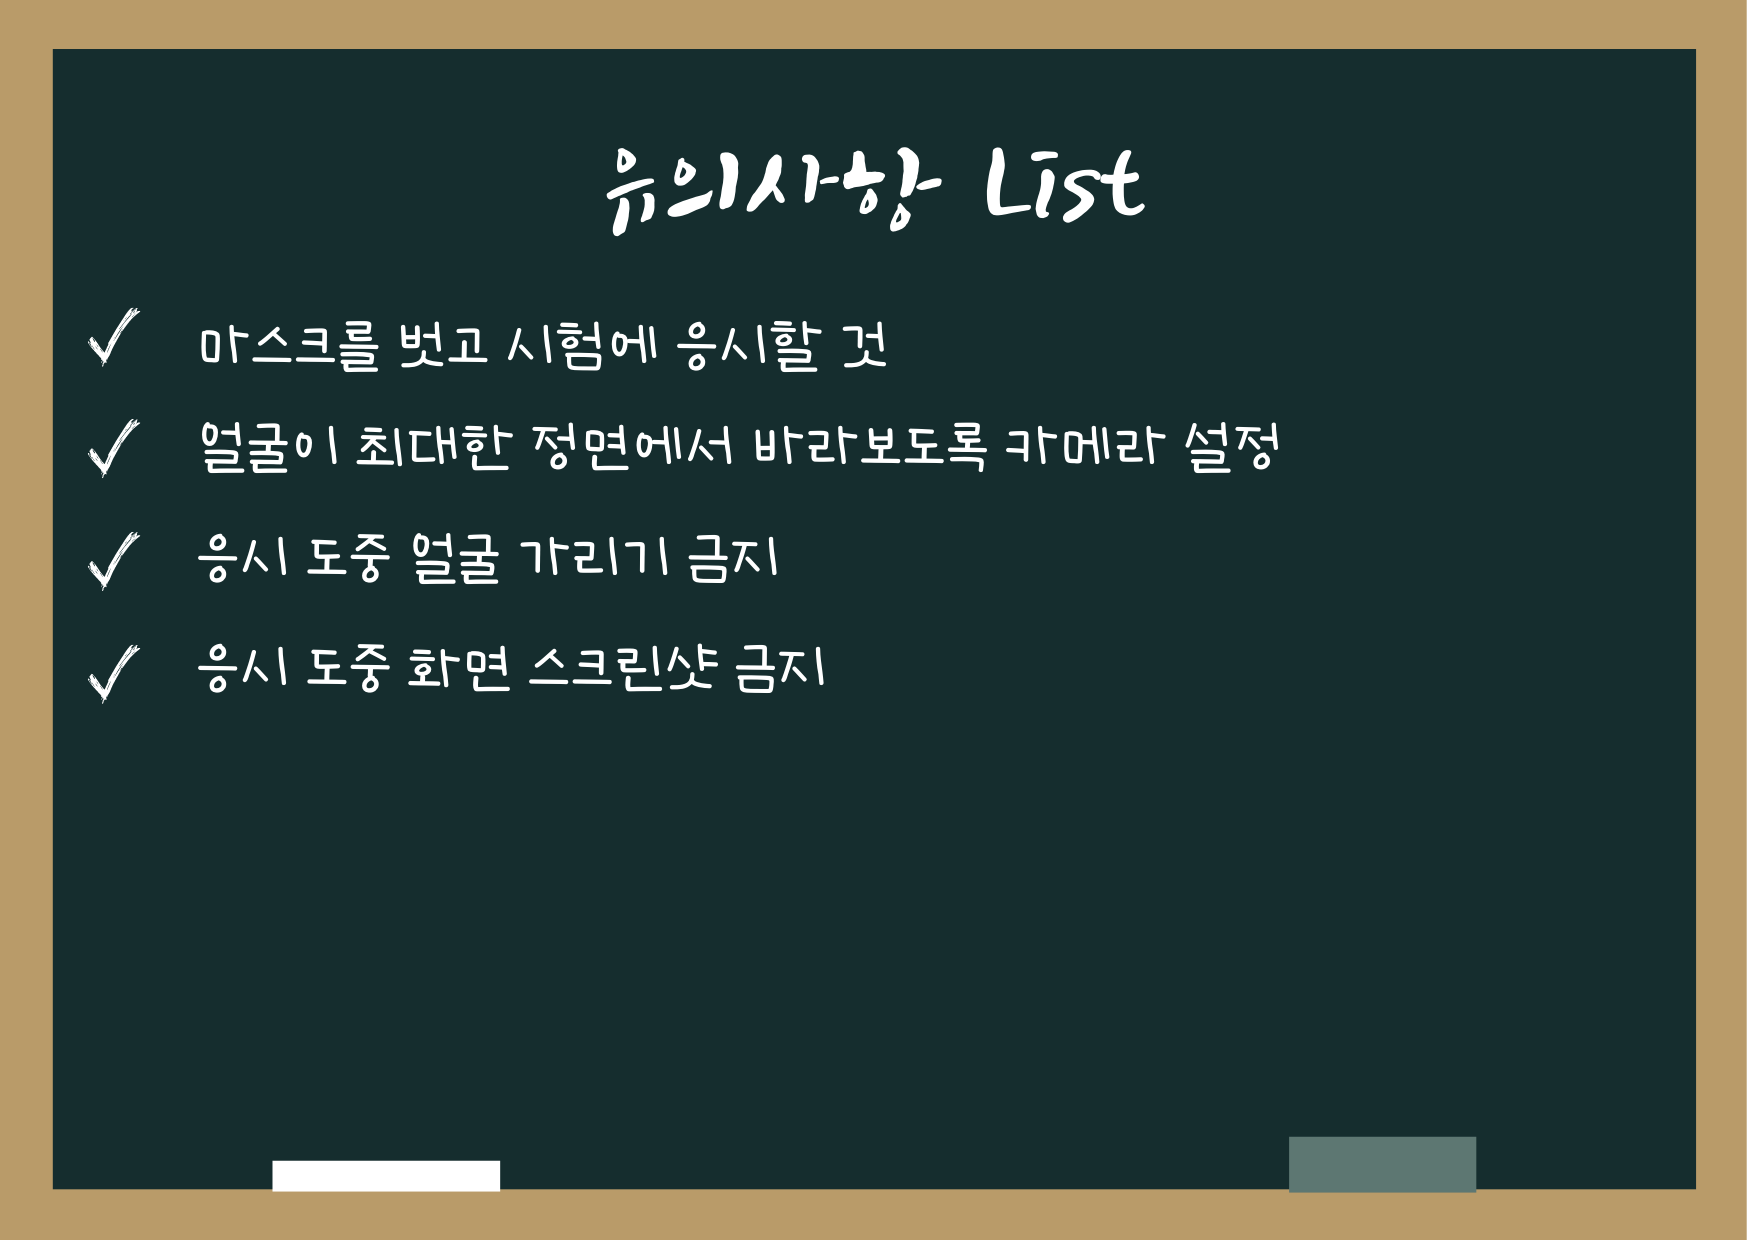 유의사항 List
마스크를 벗고 시험에 응시할 것
얼굴이 최대한 정면에서 바라보도록 카메라 설정
응시 도중 얼굴 가리기 금지
응시 도중 화면 스크린샷 금지